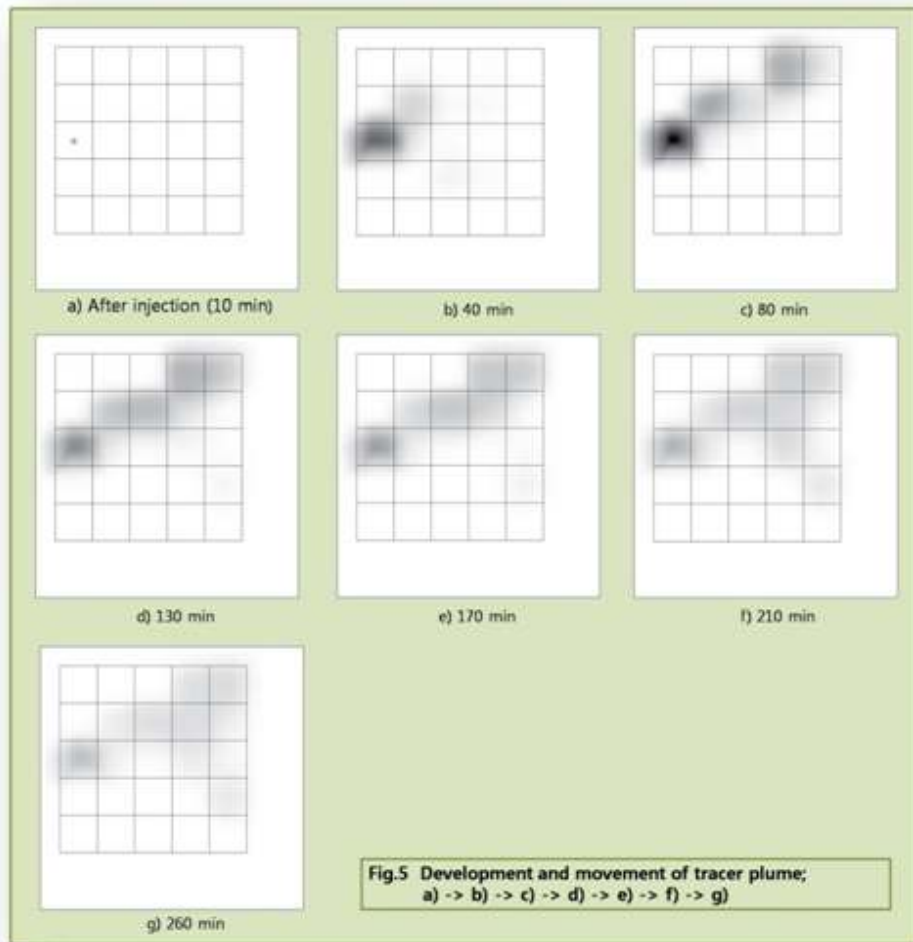 a) After injection (10 min)
b) 40 min
c) 80 min
d) 130 min
e) 170 min
f) 210 min
g) 260 min
Fig.5 Development and movement of tracer plume;
a) -> b) -> c) -> d) -> e) -> f) -> g)